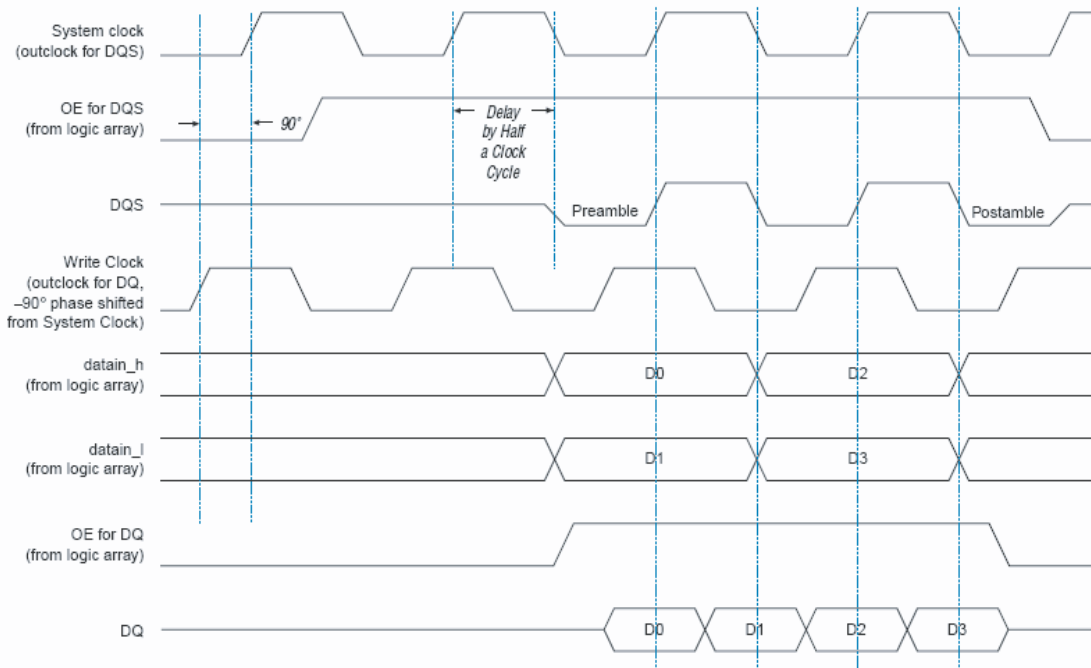 System clock
(outclock for DQS)
OE for DQS
(from logic array)
90°
Delay
by Half
a Clock
Cycle
DQS
Preamble
Postamble
Write Clock
(outclock for DQ,
–90° phase shifted
from System Clock)
datain_h
(from logic array)
D0
D2
datain_l
(from logic array)
D1
D3
OE for DQ
(from logic array)
DQ
D0
D1
D2
D3